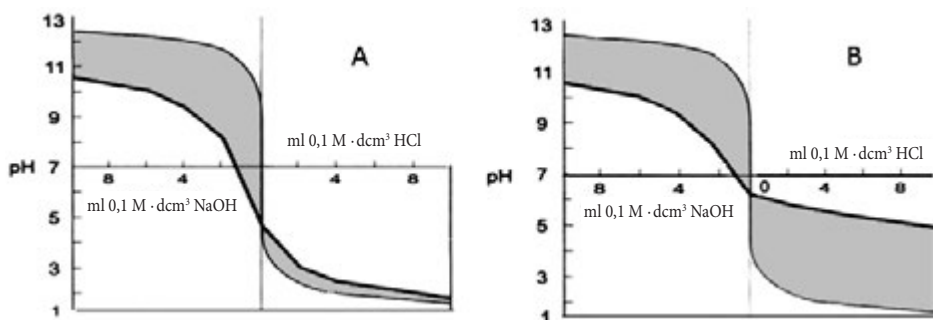 13
11
9
pH 7
5
3
1
8 4 4 8
A
ml 0,1 M · dcm³ HCl
ml 0,1 M · dcm³ NaOH
13
11
9
pH 7
5
3
1
8 4 0 4 8
B
ml 0,1 M · dcm³ HCl
ml 0,1 M · dcm³ NaOH